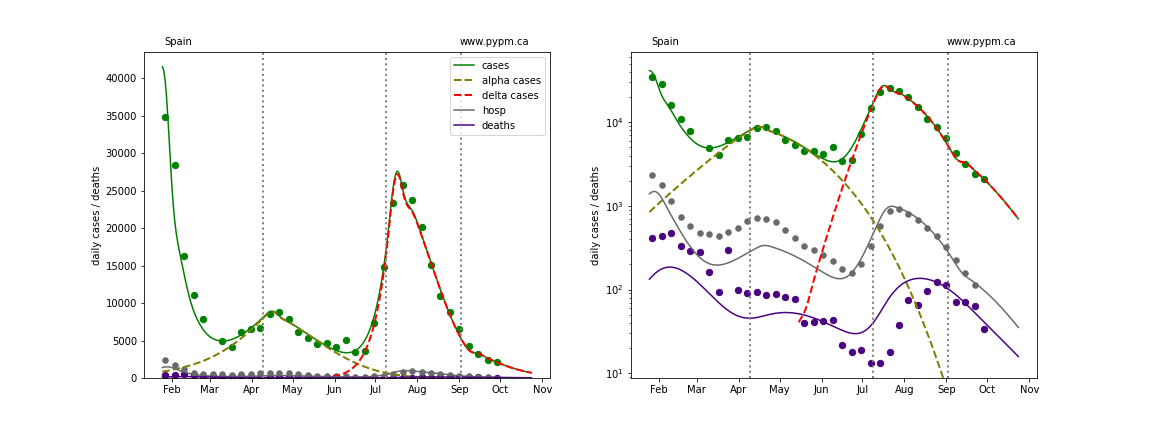 Spain www.pypm.ca
daily cases / deaths
40000
35000
30000
25000
20000
15000
10000
5000
0
cases
alpha cases
delta cases
hosp
deaths
Feb Mar Apr May Jun Jul Aug Sep Oct Nov
Spain www.pypm.ca
daily cases / deaths
10⁴
10³
10²
10¹
Feb Mar Apr May Jun Jul Aug Sep Oct Nov